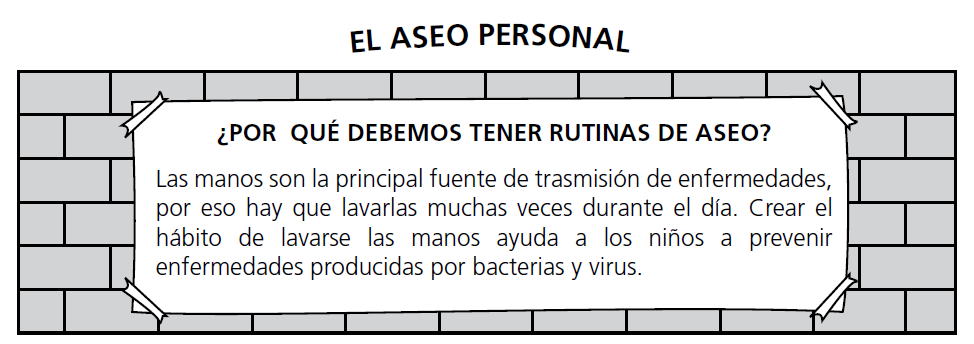 EL ASEO PERSONAL
¿POR QUÉ DEBEMOS TENER RUTINAS DE ASEO?
Las manos son la principal fuente de trasmisión de enfermedades,
por eso hay que lavarlas muchas veces durante el día. Crear el
hábito de lavarse las manos ayuda a los niños a prevenir
enfermedades producidas por bacterias y virus.